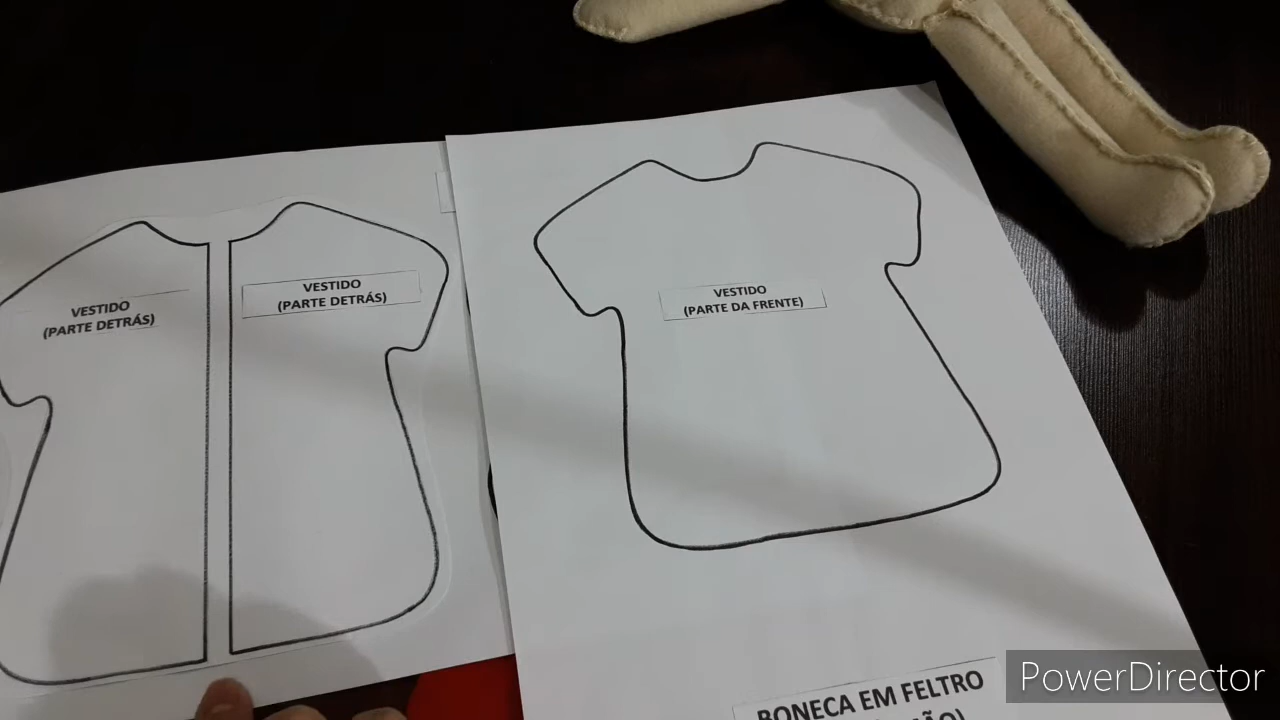 VESTIDO
(PARTE DETRÁS)
VESTIDO
(PARTE DETRÁS)
VESTIDO
(PARTE DA FRENTE)
BONECA EM FELTRO
PowerDirector